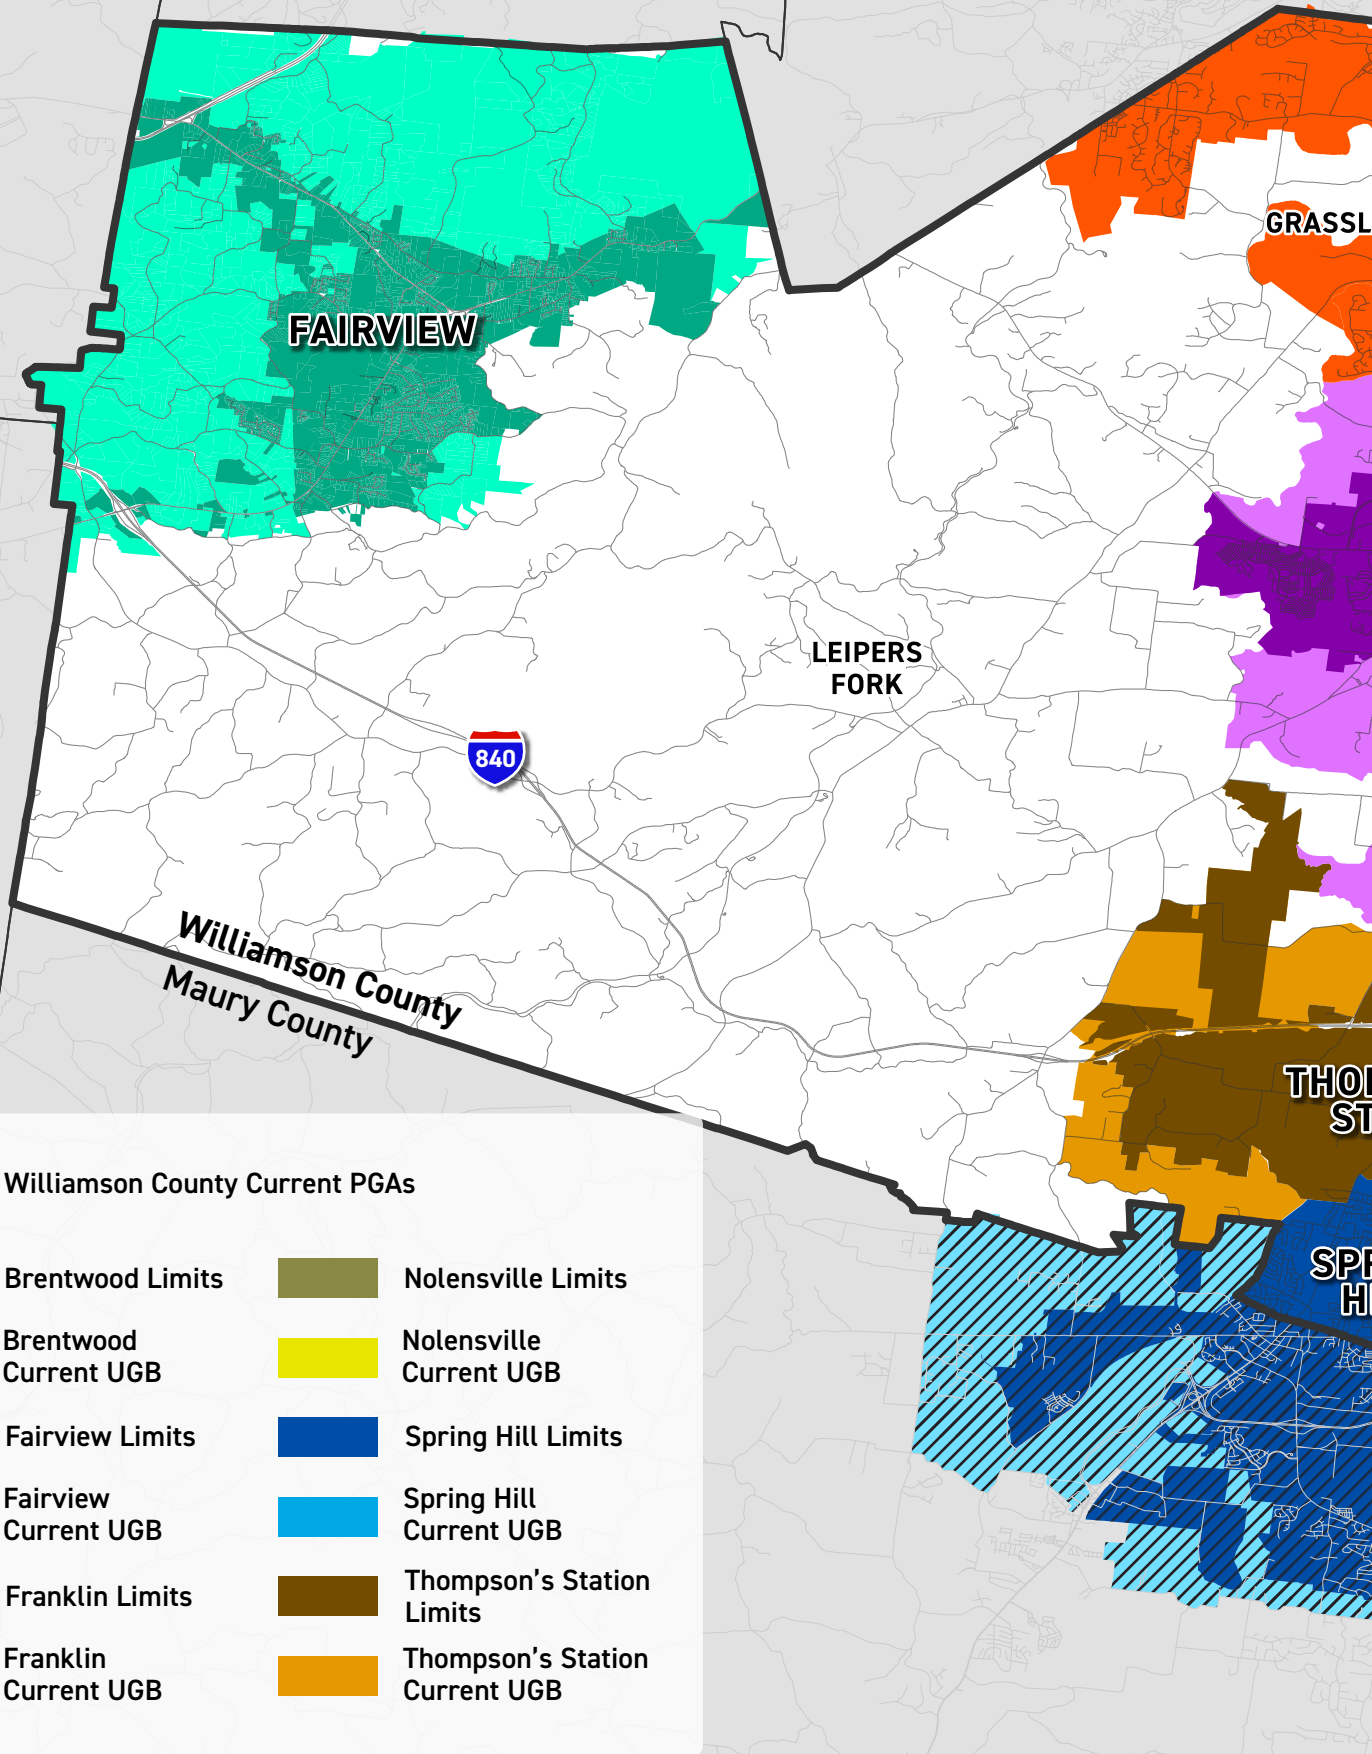 GRASSL
FAIRVIEW
LEIPERS
FORK
840
Williamson County
Maury County
THO
ST
SPR
H
Williamson County Current PGAs
Brentwood Limits
Nolensville Limits
Brentwood
Current UGB
Nolensville
Current UGB
Fairview Limits
Spring Hill Limits
Fairview
Current UGB
Spring Hill
Current UGB
Franklin Limits
Thompson’s Station
Limits
Franklin
Current UGB
Thompson’s Station
Current UGB